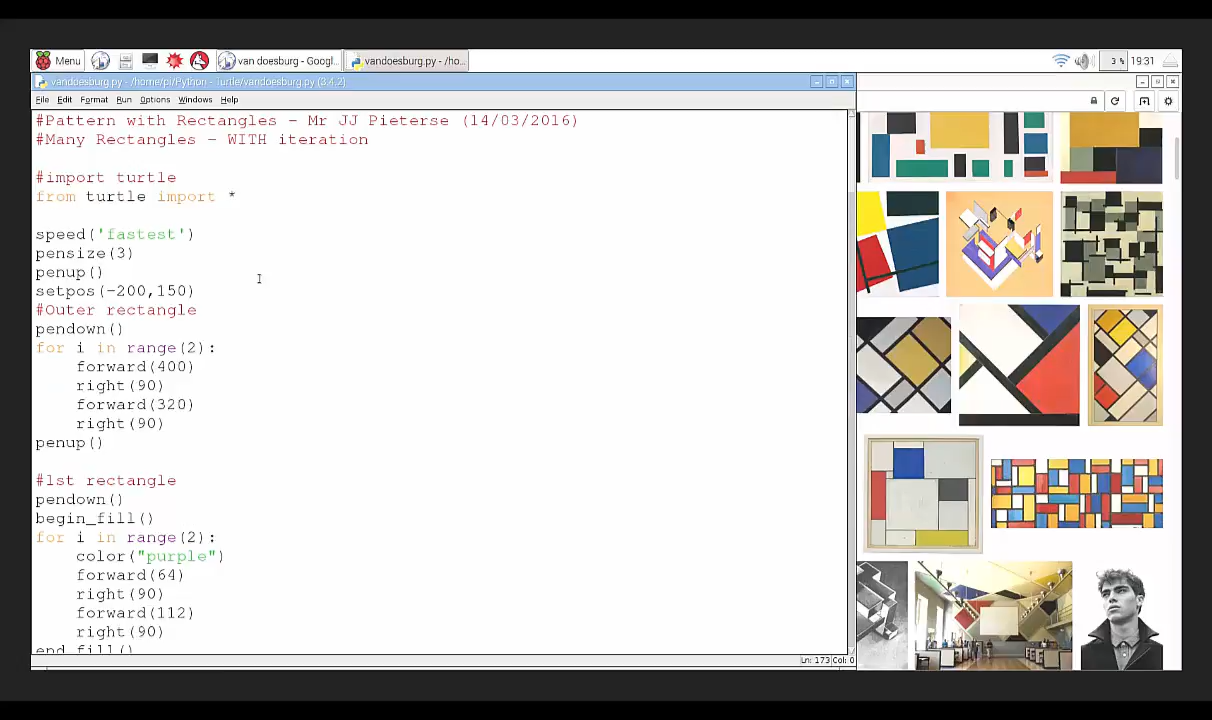 Menu
van doesburg - Googl...
vandoesburg.py - /ho...
3 %
19:31
vandoesburg.py - /home/pi/Python - Turtle/vandoesburg.py (3.4.2)
File Edit Format Run Options Windows Help
#Pattern with Rectangles - Mr JJ Pieterse (14/03/2016)
#Many Rectangles - WITH iteration
#import turtle
from turtle import *
speed('fastest')
pensize(3)
penup()
setpos(-200,150)
#Outer rectangle
pendown()
for i in range(2):
    forward(400)
    right(90)
    forward(320)
    right(90)
penup()
#1st rectangle
pendown()
begin_fill()
for i in range(2):
    color("purple")
    forward(64)
    right(90)
    forward(112)
    right(90)
end_fill()
Ln: 173 Col: 0